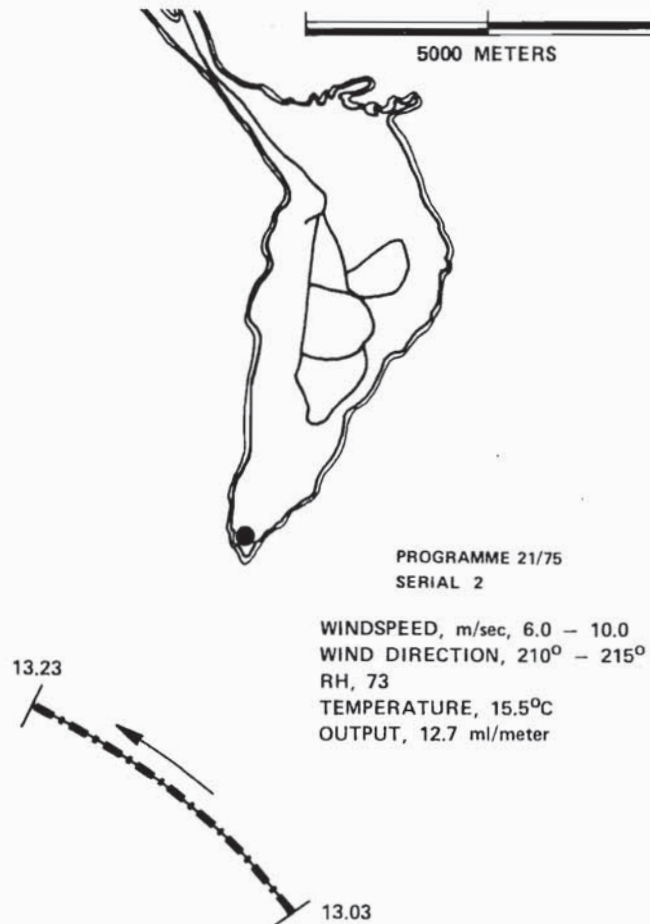 5000 METERS
PROGRAMME 21/75
SERIAL 2
WINDSPEED, m/sec, 6.0 – 10.0
WIND DIRECTION, 210° – 215°
RH, 73
TEMPERATURE, 15.5°C
OUTPUT, 12.7 ml/meter
13.23
13.03